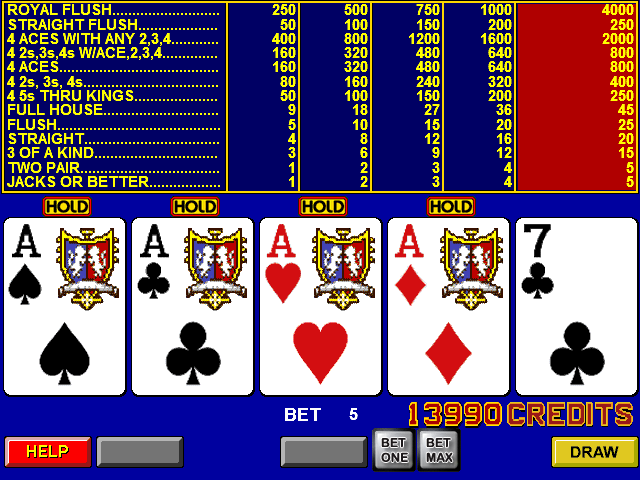 ROYAL FLUSH 250 500 750 1000 4000
STRAIGHT FLUSH 50 100 150 200 250
4 ACES WITH ANY 2,3,4 400 800 1200 1600 2000
4 2s,3s,4s W/ACE,2,3,4 160 320 480 640 800
4 ACES 160 320 480 640 800
4 2s, 3s, 4s 80 160 240 320 400
4 5s THRU KINGS 50 100 150 200 250
FULL HOUSE 9 18 27 36 45
FLUSH 5 10 15 20 25
STRAIGHT 4 8 12 16 20
3 OF A KIND 3 6 9 12 15
TWO PAIR 1 2 3 4 5
JACKS OR BETTER 1 2 3 4 5
HOLD HOLD HOLD HOLD
A A A A 7
BET 5 13990 CREDITS
HELP BET ONE BET MAX DRAW